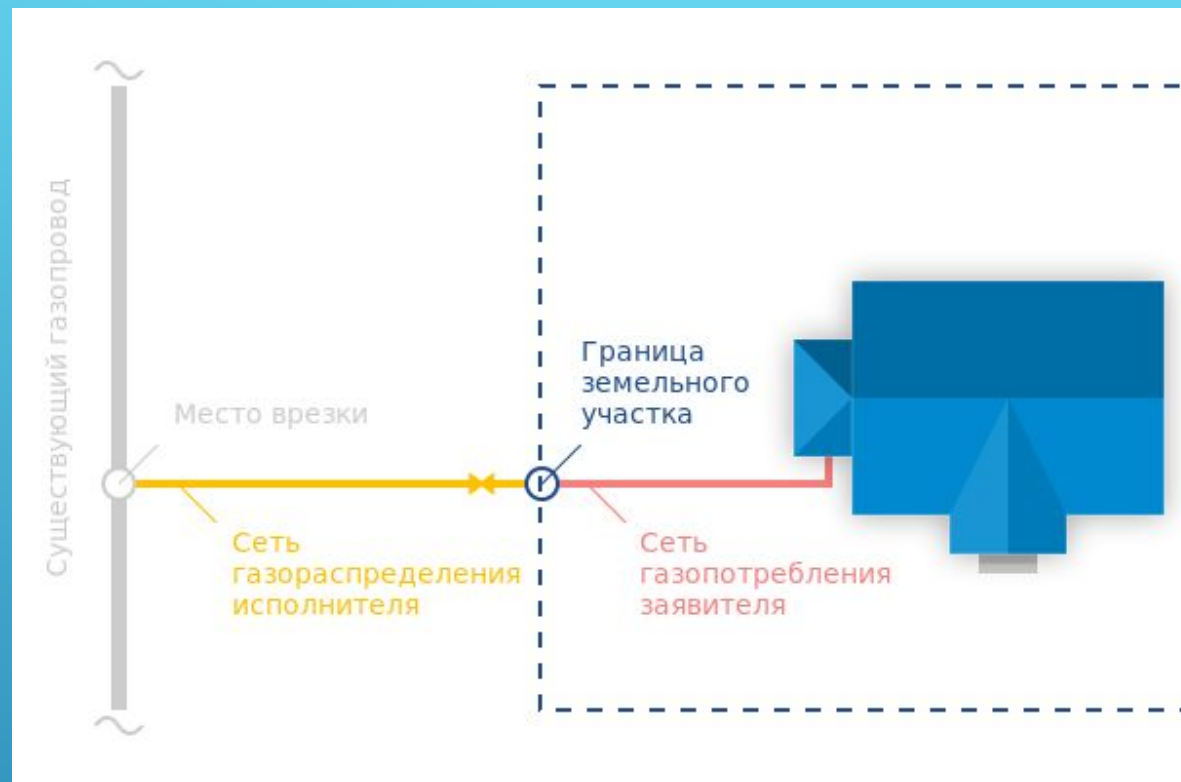 Существующий газопровод
Место врезки
Граница
земельного
участка
Сеть
газораспределения
исполнителя
Сеть
газопотребления
заявителя